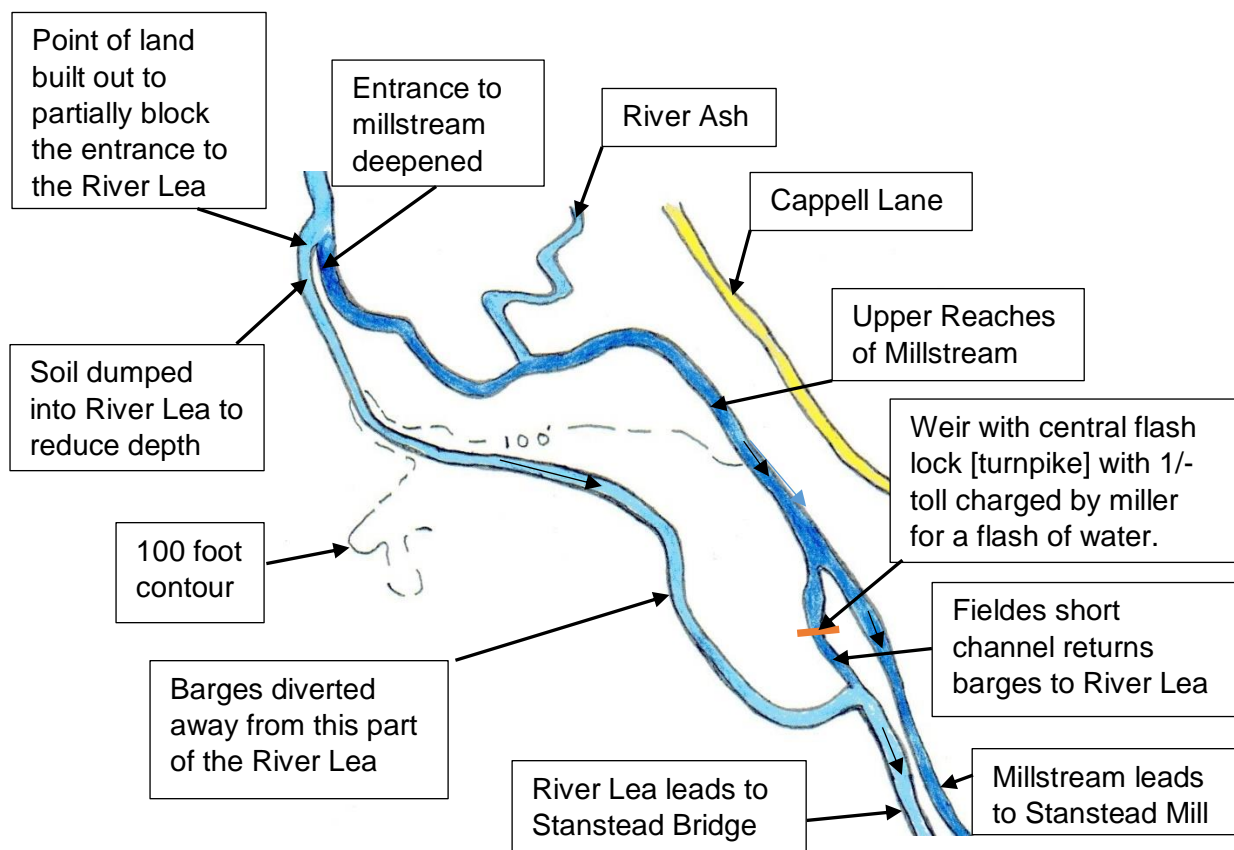 Point of land
built out to
partially block
the entrance to
the River Lea
Entrance to
millstream
deepened
River Ash
Cappell Lane
Upper Reaches
of Millstream
Soil dumped
into River Lea to
reduce depth
100'
Weir with central flash
lock [turnpike] with 1/-
toll charged by miller
for a flash of water.
100 foot
contour
Fieldes short
channel returns
barges to River Lea
Barges diverted
away from this part
of the River Lea
River Lea leads to
Stanstead Bridge
Millstream leads
to Stanstead Mill